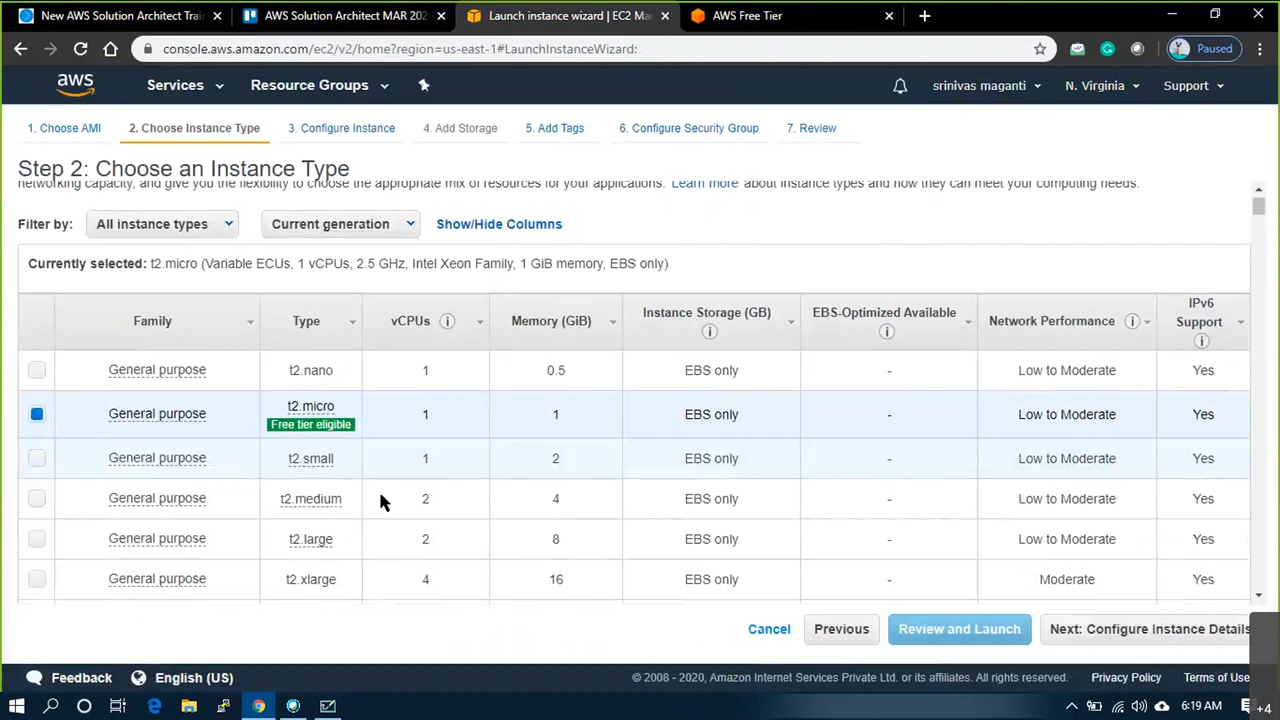 New AWS Solution Architect Trai
AWS Solution Architect MAR 202
Launch instance wizard | EC2 Ma
AWS Free Tier
console.aws.amazon.com/ec2/v2/home?region=us-east-1#LaunchInstanceWizard:
Paused
aws
Services
Resource Groups
srinivas maganti
N. Virginia
Support
1. Choose AMI
2. Choose Instance Type
3. Configure Instance
4. Add Storage
5. Add Tags
6. Configure Security Group
7. Review
Step 2: Choose an Instance Type
networking capacity, and give you the flexibility to choose the appropriate mix of resources for your applications. Learn more about instance types and how they can meet your computing needs.
Filter by:
All instance types
Current generation
Show/Hide Columns
Currently selected: t2.micro (Variable ECUs, 1 vCPUs, 2.5 GHz, Intel Xeon Family, 1 GiB memory, EBS only)
Family
Type
vCPUs
Memory (GiB)
Instance Storage (GB)
EBS-Optimized Available
Network Performance
IPv6
Support
General purpose t2.nano 1 0.5 EBS only - Low to Moderate Yes
General purpose t2.micro 1 1 EBS only - Low to Moderate Yes
Free tier eligible
General purpose t2.small 1 2 EBS only - Low to Moderate Yes
General purpose t2.medium 2 4 EBS only - Low to Moderate Yes
General purpose t2.large 2 8 EBS only - Low to Moderate Yes
General purpose t2.xlarge 4 16 EBS only - Moderate Yes
Cancel
Previous
Review and Launch
Next: Configure Instance Details
Feedback
English (US)
© 2008 - 2020, Amazon Internet Services Private Ltd. or its affiliates. All rights reserved.
Privacy Policy
Terms of Use
6:19 AM
+4